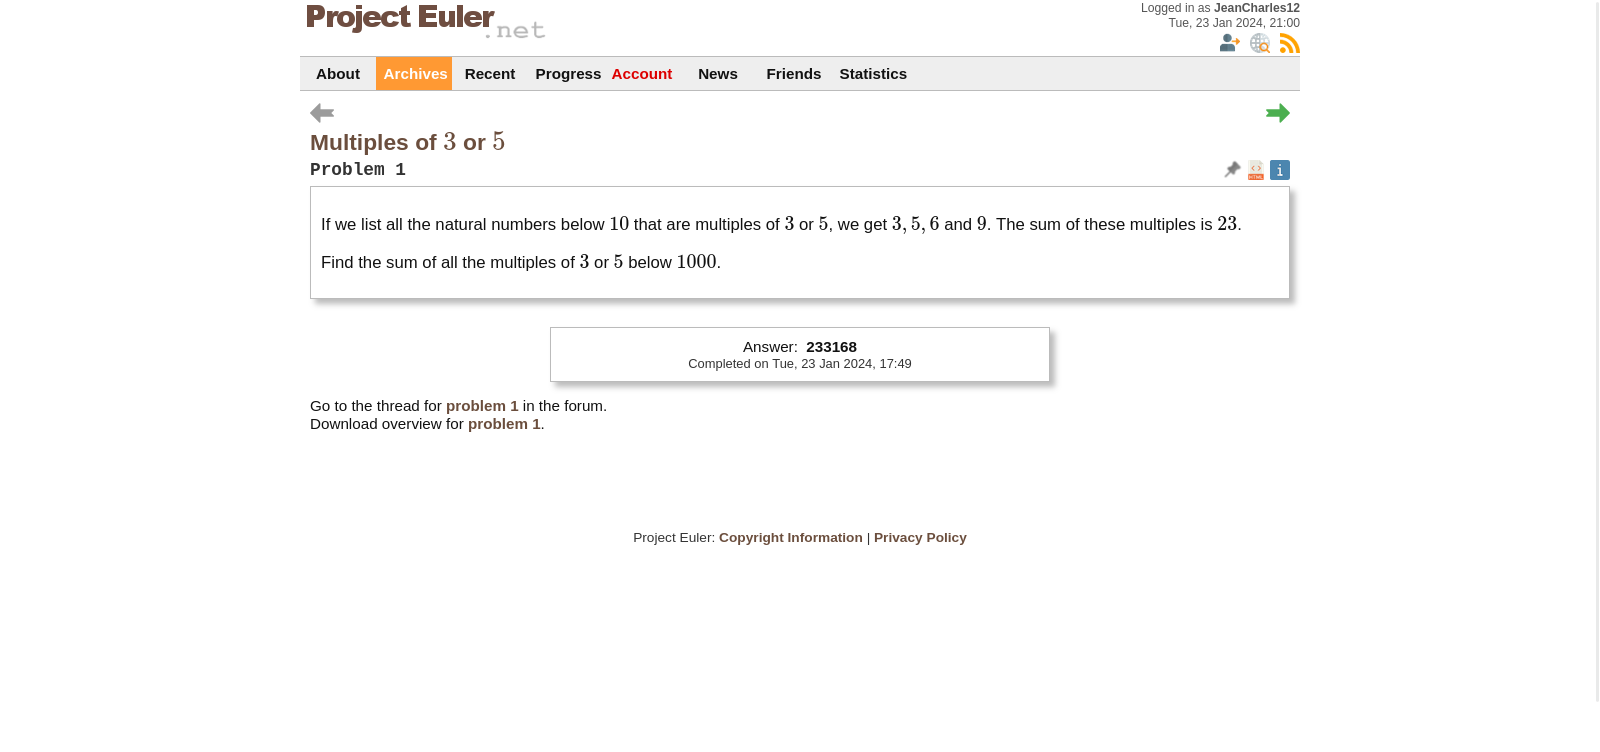 Project Euler
.net
Logged in as JeanCharles12
Tue, 23 Jan 2024, 21:00
About Archives Recent Progress Account News Friends Statistics
Multiples of 3 or 5
Problem 1
HTML
i
If we list all the natural numbers below 10 that are multiples of 3 or 5, we get 3, 5, 6 and 9. The sum of these multiples is 23.
Find the sum of all the multiples of 3 or 5 below 1000.
Answer: 233168
Completed on Tue, 23 Jan 2024, 17:49
Go to the thread for problem 1 in the forum.
Download overview for problem 1.
Project Euler: Copyright Information | Privacy Policy